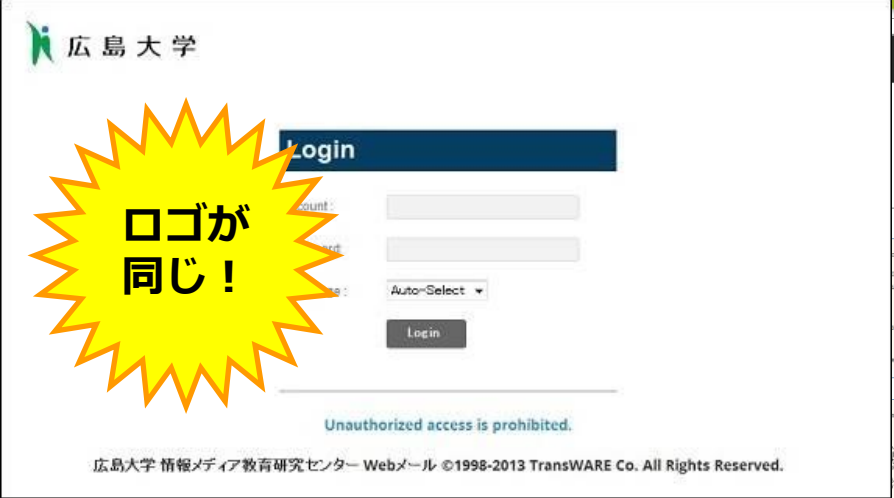 広島大学
Login
ロゴが
同じ！
count :
Auto-Select
Login
Unauthorized access is prohibited.
広島大学 情報メディア教育研究センター Webメール ©1998-2013 TransWARE Co. All Rights Reserved.